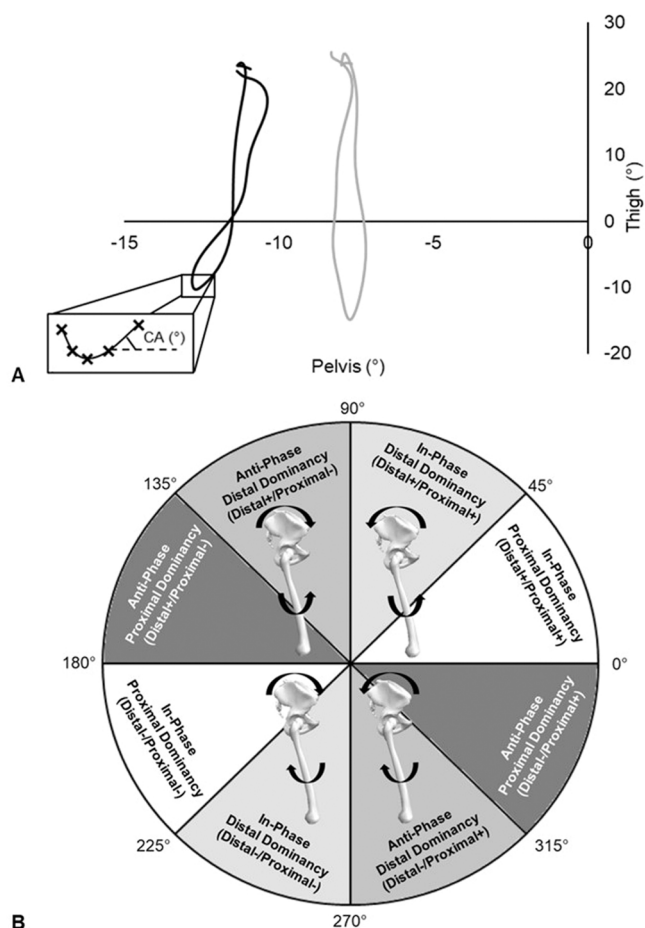 30
20
10
0
-10
-20
Thigh (°)
-15
-10
-5
0
CA (°)
Pelvis (°)
A
90°
Anti-Phase
Distal Dominancy
(Distal+/Proximal-)
In-Phase
Distal Dominancy
(Distal+/Proximal+)
135°
45°
Anti-Phase
Proximal Dominancy
(Distal+/Proximal-)
In-Phase
Proximal Dominancy
(Distal+/Proximal+)
180°
0°
In-Phase
Proximal Dominancy
(Distal-/Proximal-)
Anti-Phase
Proximal Dominancy
(Distal-/Proximal+)
In-Phase
Distal Dominancy
(Distal-/Proximal-)
Anti-Phase
Distal Dominancy
(Distal-/Proximal+)
225°
315°
270°
B